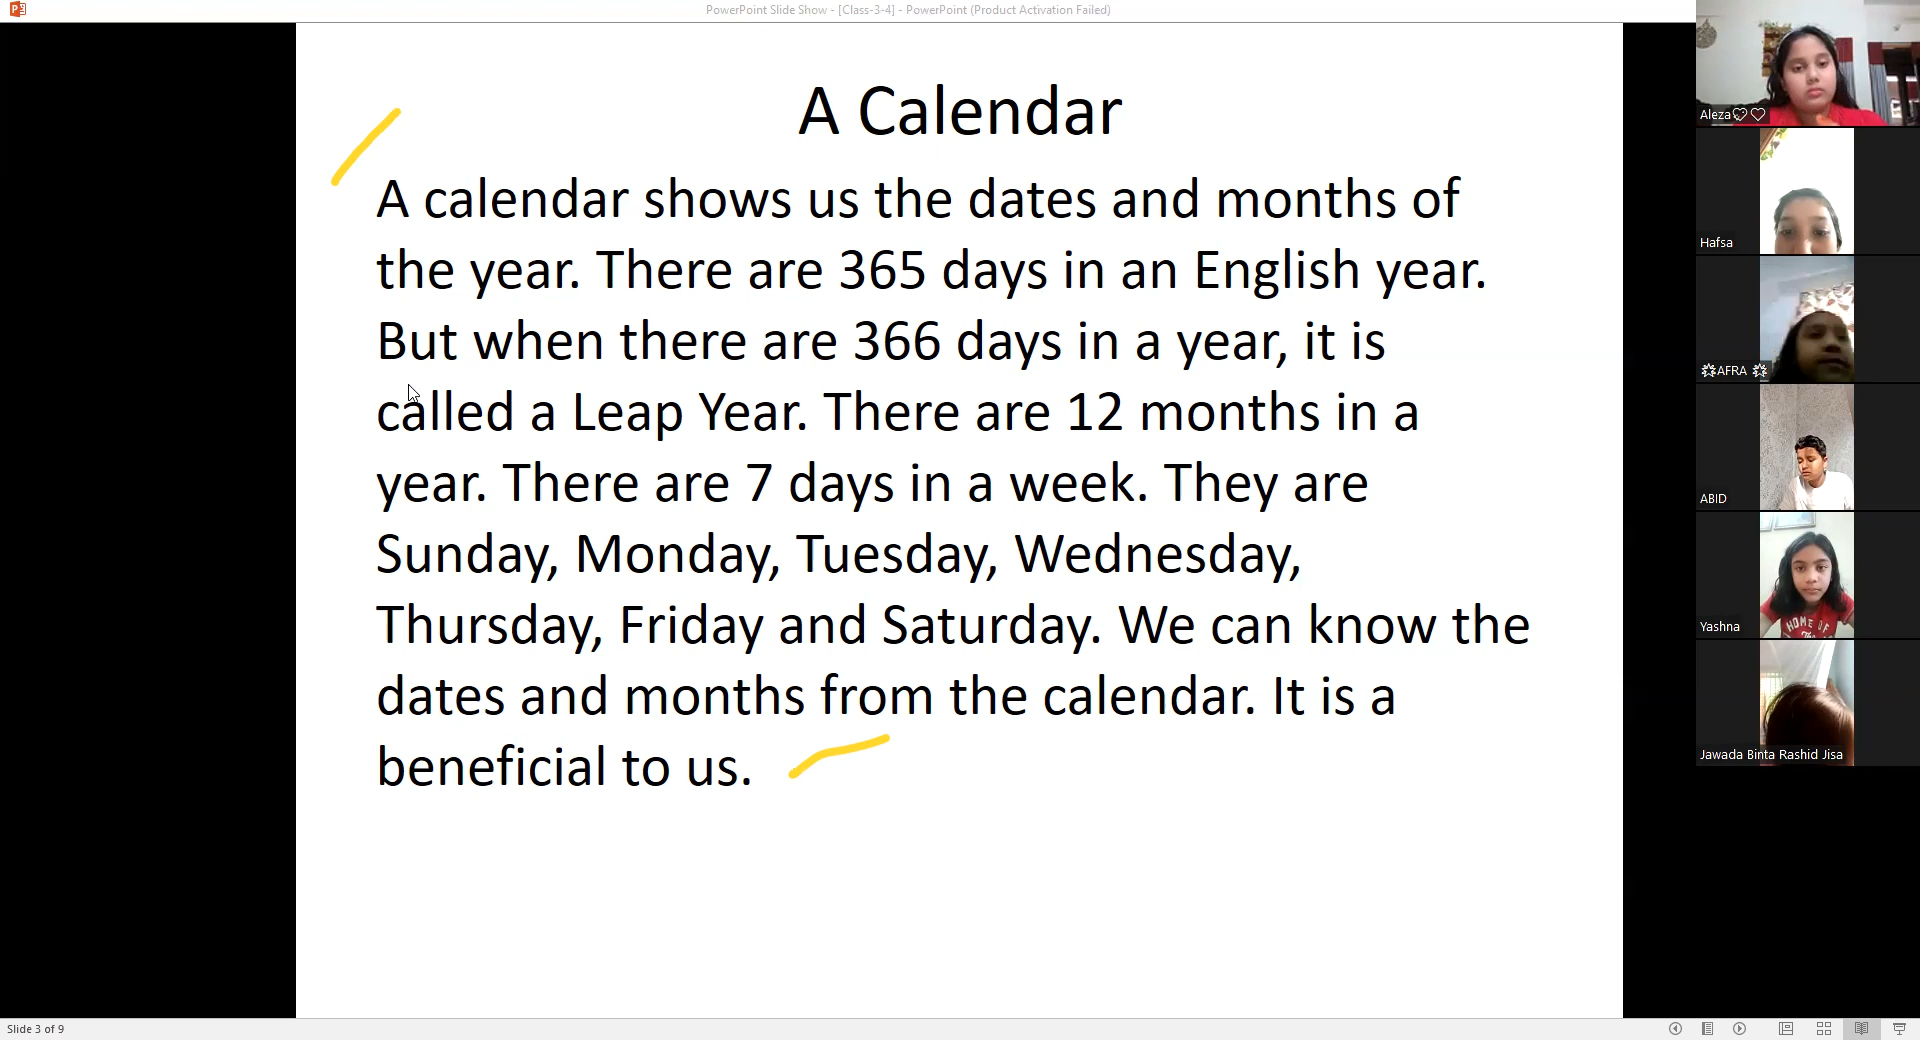 PowerPoint Slide Show - [Class-3-4] - PowerPoint (Product Activation Failed)
A Calendar
A calendar shows us the dates and months of
the year. There are 365 days in an English year.
But when there are 366 days in a year, it is
called a Leap Year. There are 12 months in a
year. There are 7 days in a week. They are
Sunday, Monday, Tuesday, Wednesday,
Thursday, Friday and Saturday. We can know the
dates and months from the calendar. It is a
beneficial to us.
Aleza
Hafsa
AFRA
ABID
Yashna
HOME OF
Jawada Binta Rashid Jisa
Slide 3 of 9